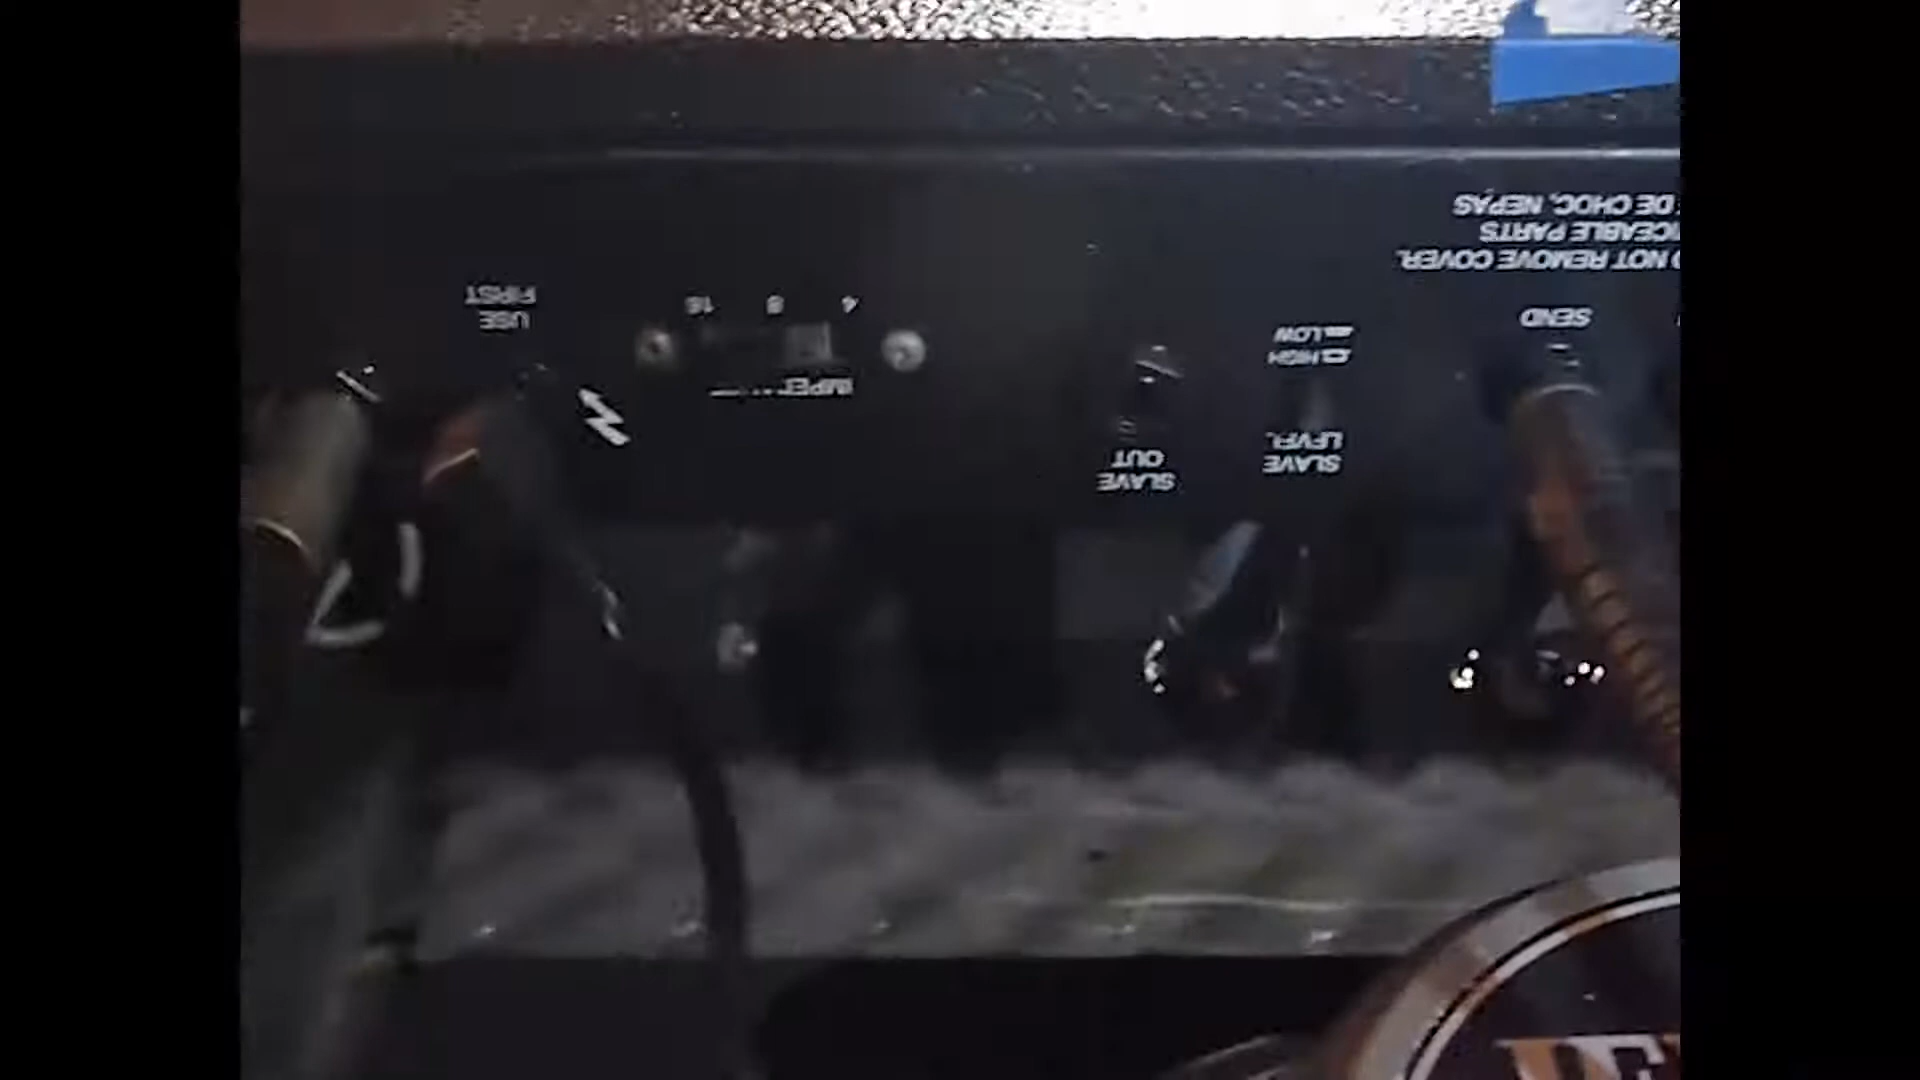 DE CHOC, NEPAS
ICEABLE PARTS
NOT REMOVE COVER.
USE
FIRST
16
8
4
LOW
HIGH
SLAVE
LEVEL
SLAVE
OUT
SEND